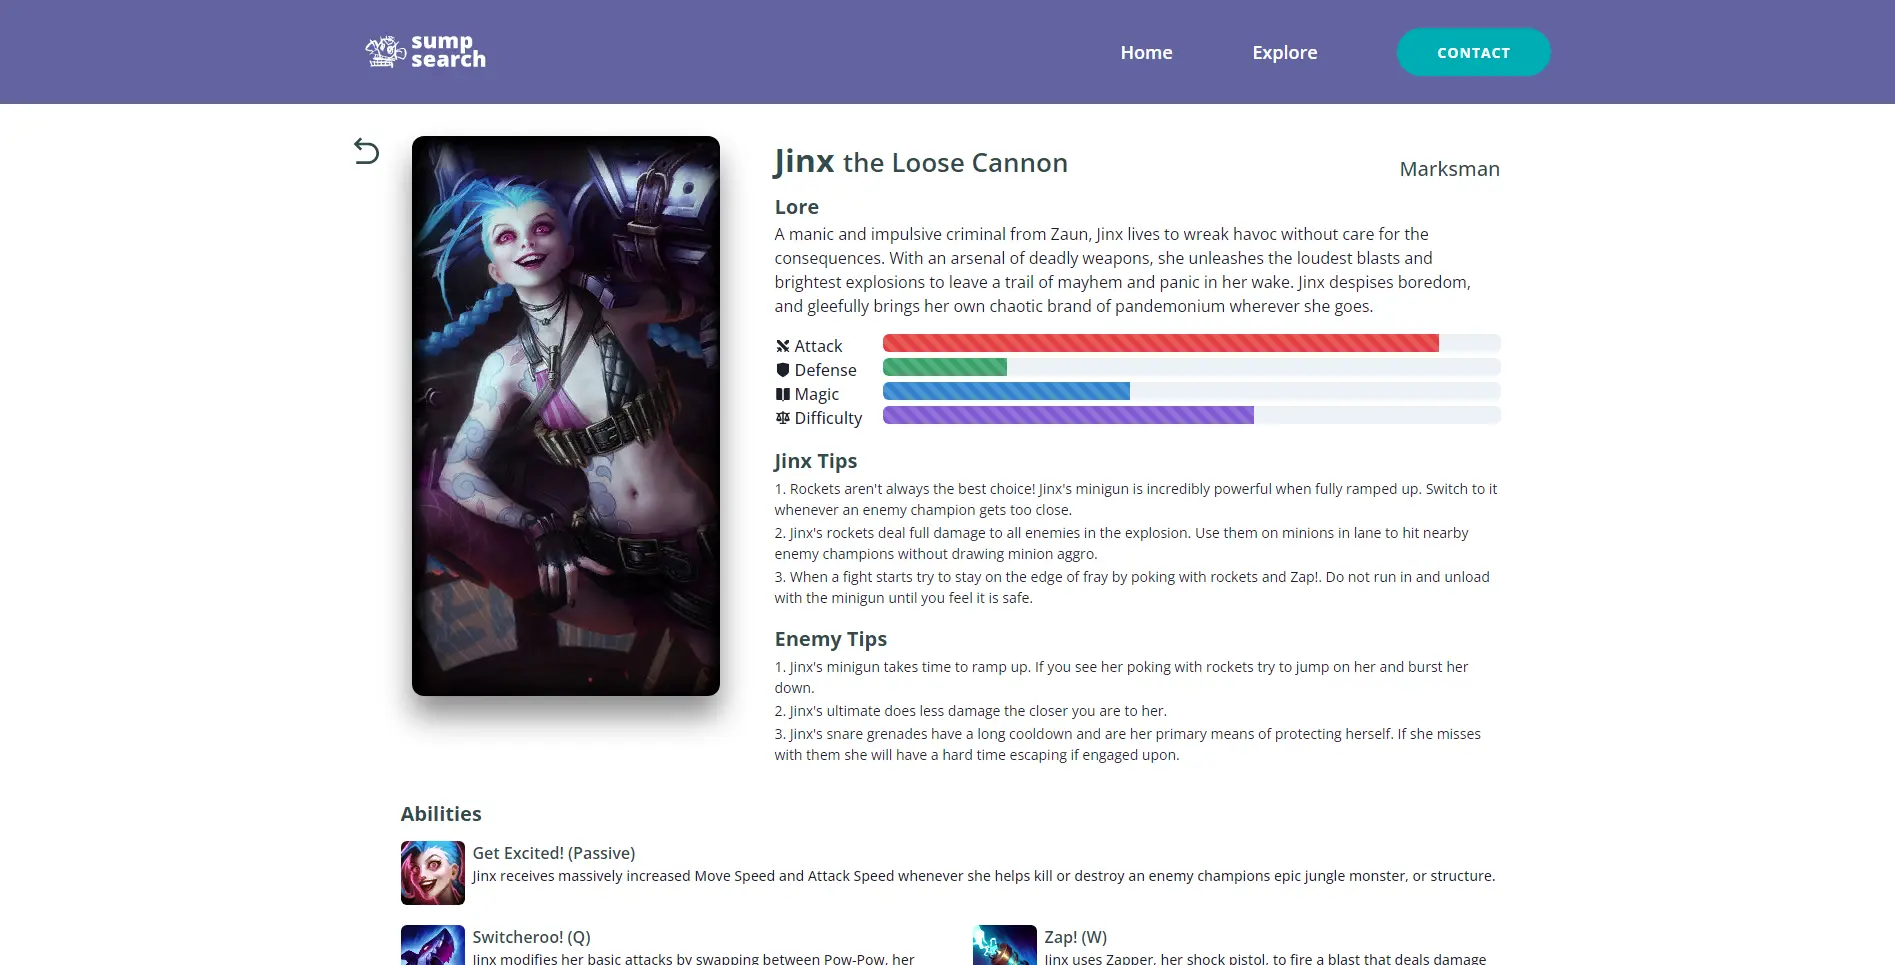 sump
search
Home
Explore
CONTACT
Jinx the Loose Cannon
Marksman
Lore
A manic and impulsive criminal from Zaun, Jinx lives to wreak havoc without care for the
consequences. With an arsenal of deadly weapons, she unleashes the loudest blasts and
brightest explosions to leave a trail of mayhem and panic in her wake. Jinx despises boredom,
and gleefully brings her own chaotic brand of pandemonium wherever she goes.
Attack
Defense
Magic
Difficulty
Jinx Tips
1. Rockets aren't always the best choice! Jinx's minigun is incredibly powerful when fully ramped up. Switch to it
whenever an enemy champion gets too close.
2. Jinx's rockets deal full damage to all enemies in the explosion. Use them on minions in lane to hit nearby
enemy champions without drawing minion aggro.
3. When a fight starts try to stay on the edge of fray by poking with rockets and Zap!. Do not run in and unload
with the minigun until you feel it is safe.
Enemy Tips
1. Jinx's minigun takes time to ramp up. If you see her poking with rockets try to jump on her and burst her
down.
2. Jinx's ultimate does less damage the closer you are to her.
3. Jinx's snare grenades have a long cooldown and are her primary means of protecting herself. If she misses
with them she will have a hard time escaping if engaged upon.
Abilities
Get Excited! (Passive)
Jinx receives massively increased Move Speed and Attack Speed whenever she helps kill or destroy an enemy champions epic jungle monster, or structure.
Switcheroo! (Q)
Jinx modifies her basic attacks by swapping between Pow-Pow, her
Zap! (W)
Jinx uses Zapper, her shock pistol, to fire a blast that deals damage